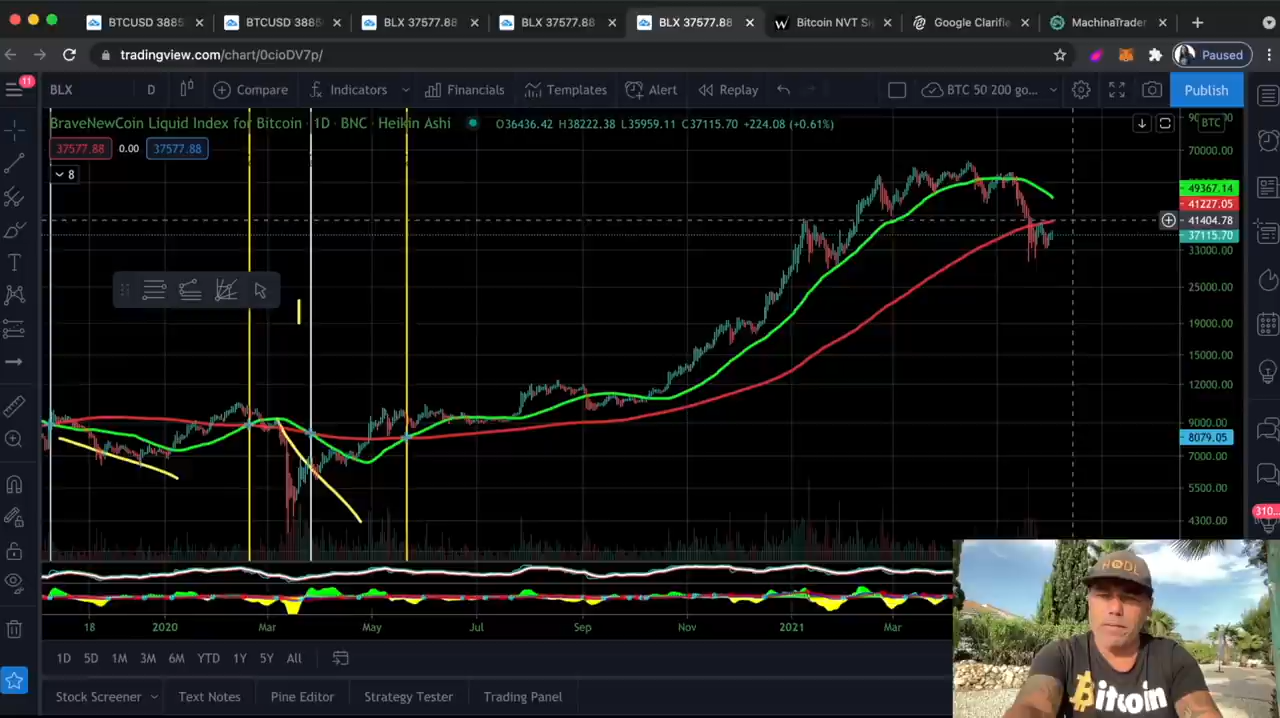 BTCUSD 3885
BTCUSD 3886
BLX 37577.88
BLX 37577.88
BLX 37577.88
Bitcoin NVT Si
Google Clarifie
MachinaTrader
tradingview.com/chart/0cioDV7p/
Paused
11
BLX
D
Compare
Indicators
Financials
Templates
Alert
Replay
BTC 50 200 go...
Publish
BraveNewCoin Liquid Index for Bitcoin · 1D · BNC · Heikin Ashi
O36436.42 H38222.38 L35959.11 C37115.70 +224.08 (+0.61%)
BTC
37577.88
0.00
37577.88
8
70000.00
49367.14
41227.05
41404.78
37115.70
33000.00
25000.00
19000.00
15000.00
12000.00
9000.00
8079.05
7000.00
5500.00
4300.00
310...
18
2020
Mar
May
Jul
Sep
Nov
2021
Mar
1D
5D
1M
3M
6M
YTD
1Y
5Y
All
Stock Screener
Text Notes
Pine Editor
Strategy Tester
Trading Panel
HODL
Bitcoin